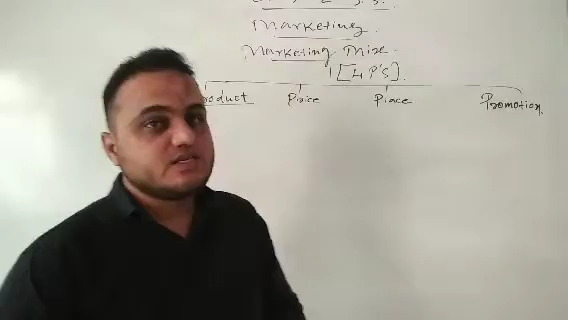 Marketing.
Marketing Mix.
[4 P'S].
roduct Price Place Promotion.